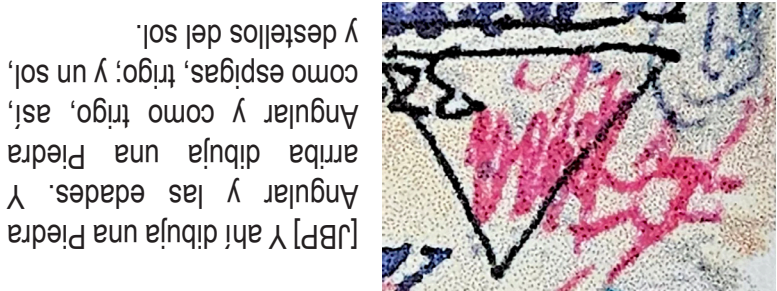 [JBP] Y ahí dibuja una Piedra
Angular y las edades. Y
arriba dibuja una Piedra
Angular y como trigo, así,
como espigas, trigo; y un sol,
y destellos del sol.